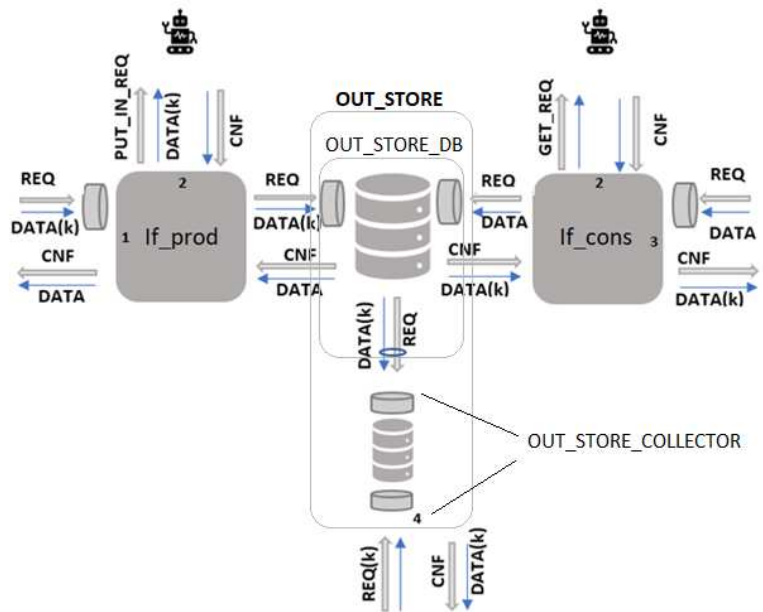 PUT_IN_REQ
DATA(k)
CNF
OUT_STORE
GET_REQ
CNF
OUT_STORE_DB
REQ
DATA(k)
2
1
If_prod
CNF
DATA
REQ
DATA(k)
CNF
DATA
REQ
DATA
CNF
DATA(k)
2
If_cons
3
REQ
DATA
CNF
DATA(k)
DATA(k)
REQ
OUT_STORE_COLLECTOR
4
REQ(k)
CNF
DATA(k)